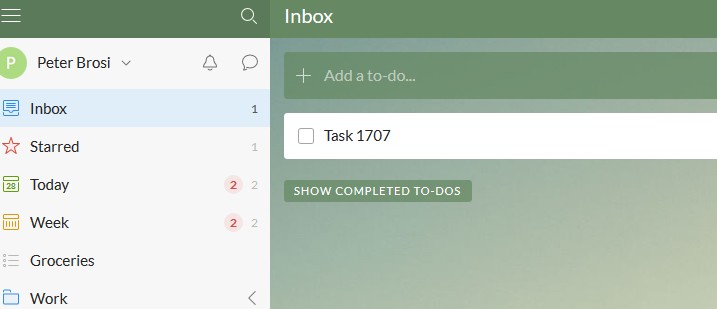 Inbox
P Peter Brosi
Add a to-do...
Inbox 1
Task 1707
Starred 1
28 Today 2 2
SHOW COMPLETED TO-DOS
Week 2 2
Groceries
Work